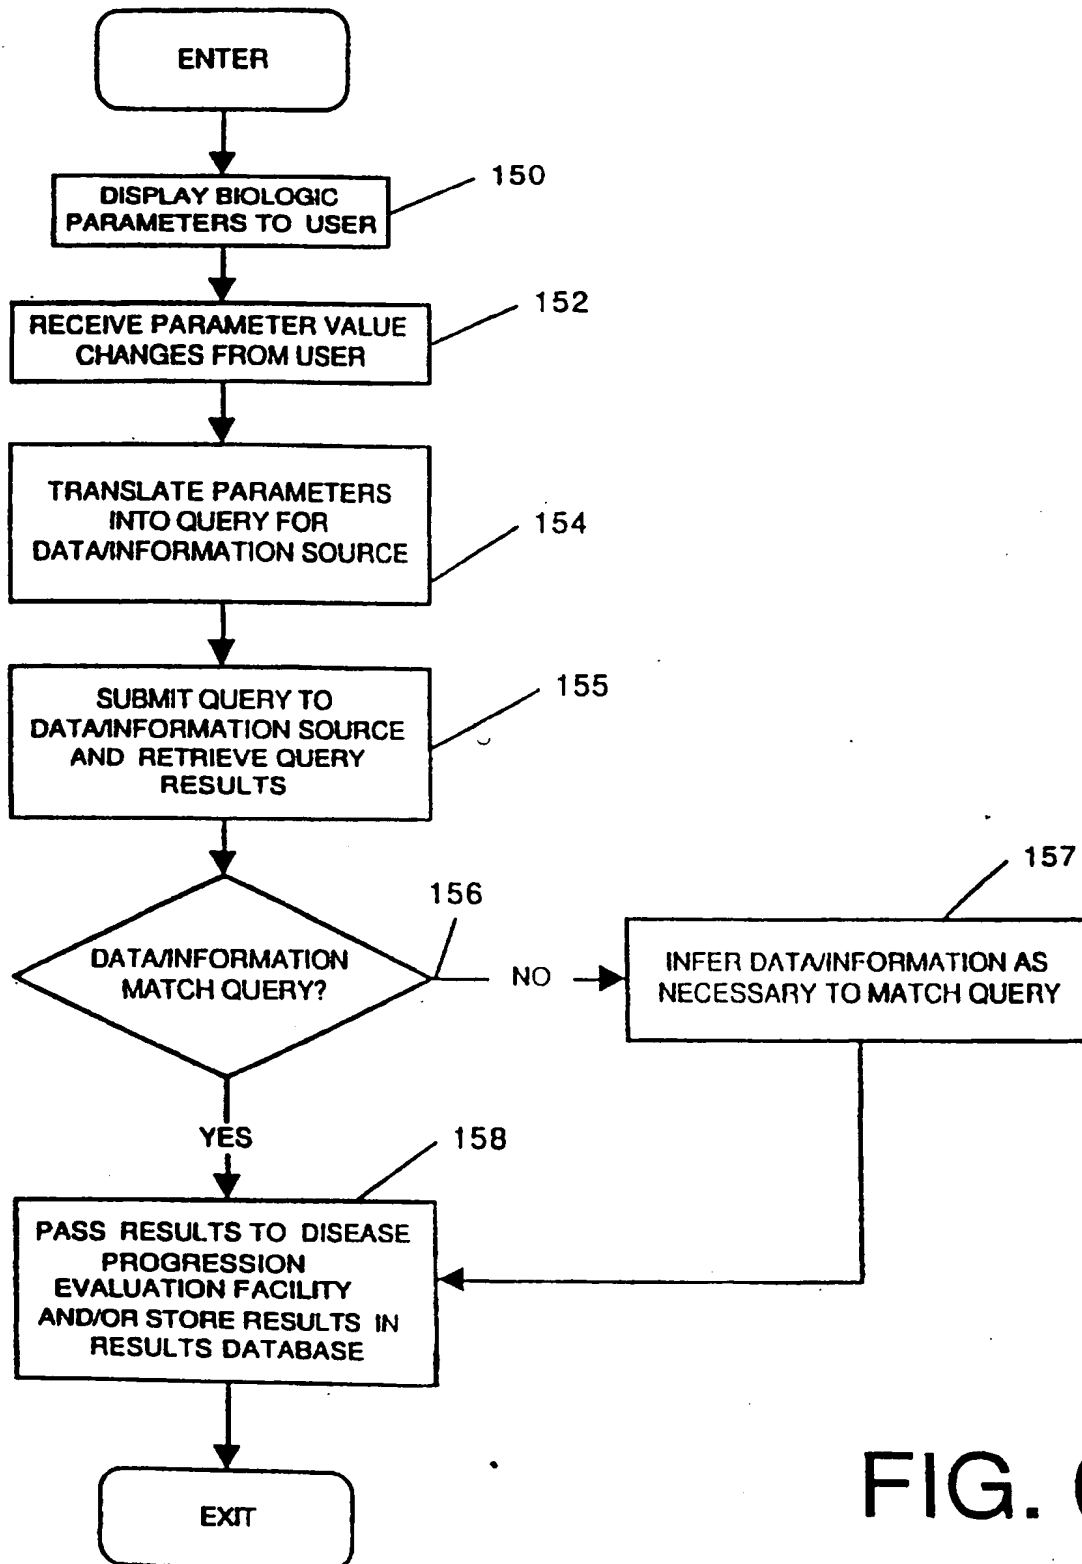 ENTER
150
DISPLAY BIOLOGIC
PARAMETERS TO USER
152
RECEIVE PARAMETER VALUE
CHANGES FROM USER
TRANSLATE PARAMETERS
INTO QUERY FOR
DATA/INFORMATION SOURCE
154
SUBMIT QUERY TO
DATA/INFORMATION SOURCE
AND RETRIEVE QUERY
RESULTS
155
156
DATA/INFORMATION
MATCH QUERY?
NO
157
INFER DATA/INFORMATION AS
NECESSARY TO MATCH QUERY
YES
158
PASS RESULTS TO DISEASE
PROGRESSION
EVALUATION FACILITY
AND/OR STORE RESULTS IN
RESULTS DATABASE
EXIT
FIG.